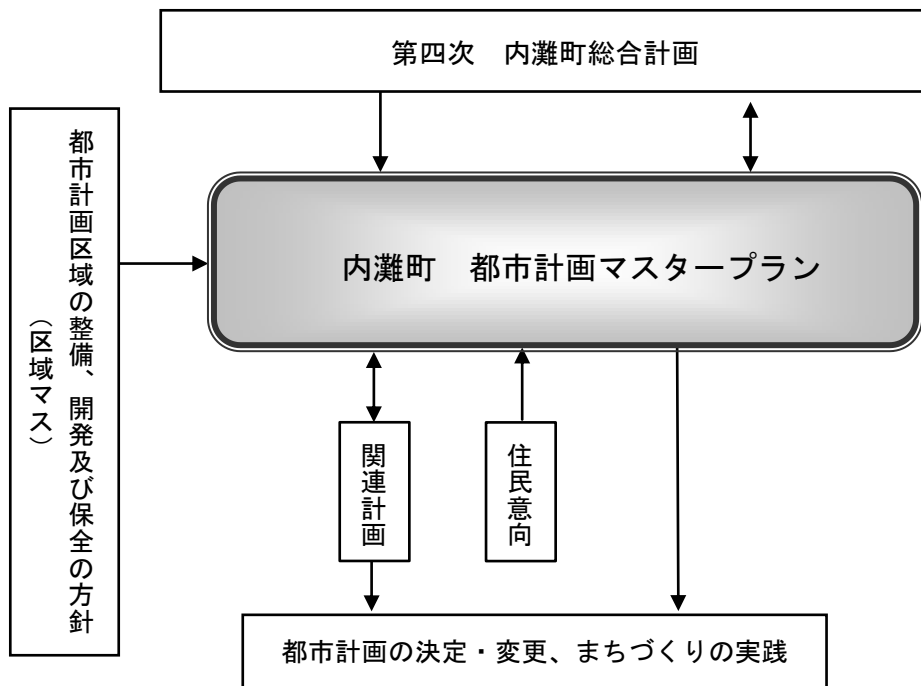 第四次　内灘町総合計画
都市計画区域の整備、開発及び保全の方針
（区域マス）
内灘町　都市計画マスタープラン
関連計画
住民意向
都市計画の決定・変更、まちづくりの実践